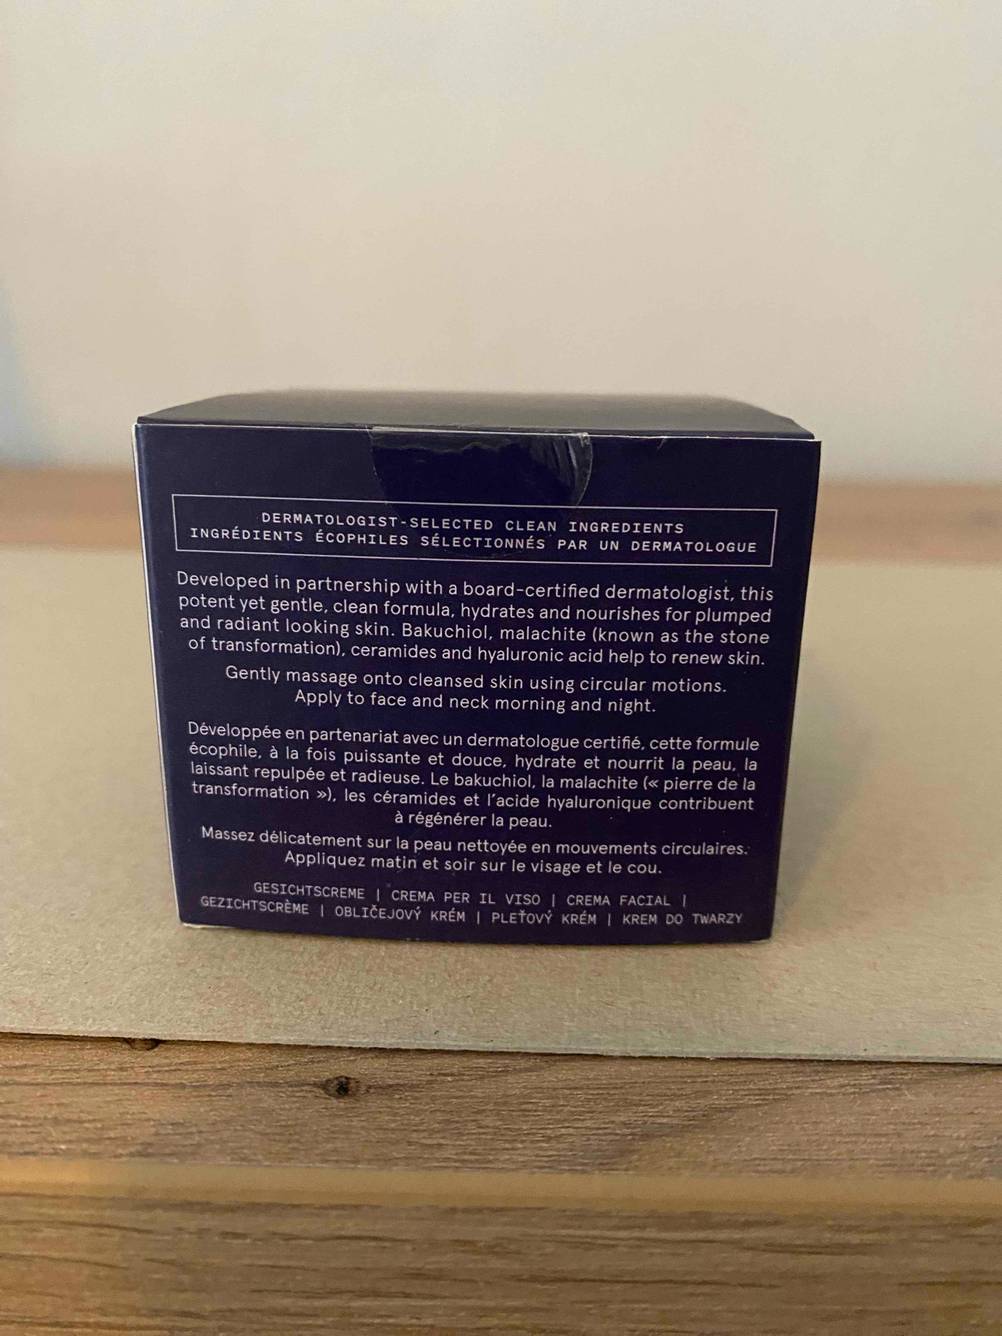 DERMATOLOGIST-SELECTED CLEAN INGREDIENTS
INGRÉDIENTS ÉCOPHILES SÉLECTIONNÉS PAR UN DERMATOLOGUE
Developed in partnership with a board-certified dermatologist, this
potent yet gentle, clean formula, hydrates and nourishes for plumped
and radiant looking skin. Bakuchiol, malachite (known as the stone
of transformation), ceramides and hyaluronic acid help to renew skin.
Gently massage onto cleansed skin using circular motions.
Apply to face and neck morning and night.
Développée en partenariat avec un dermatologue certifié, cette formule
écophile, à la fois puissante et douce, hydrate et nourrit la peau, la
laissant repulpée et radieuse. Le bakuchiol, la malachite (« pierre de la
transformation »), les céramides et l'acide hyaluronique contribuent
à régénérer la peau.
Massez délicatement sur la peau nettoyée en mouvements circulaires.
Appliquez matin et soir sur le visage et le cou.
GESICHTSCREME | CREMA PER IL VISO | CREMA FACIAL |
GEZICHTSCRÈME | OBLIČEJOVÝ KRÉM | PLEŤOVÝ KRÉM | KREM DO TWARZY